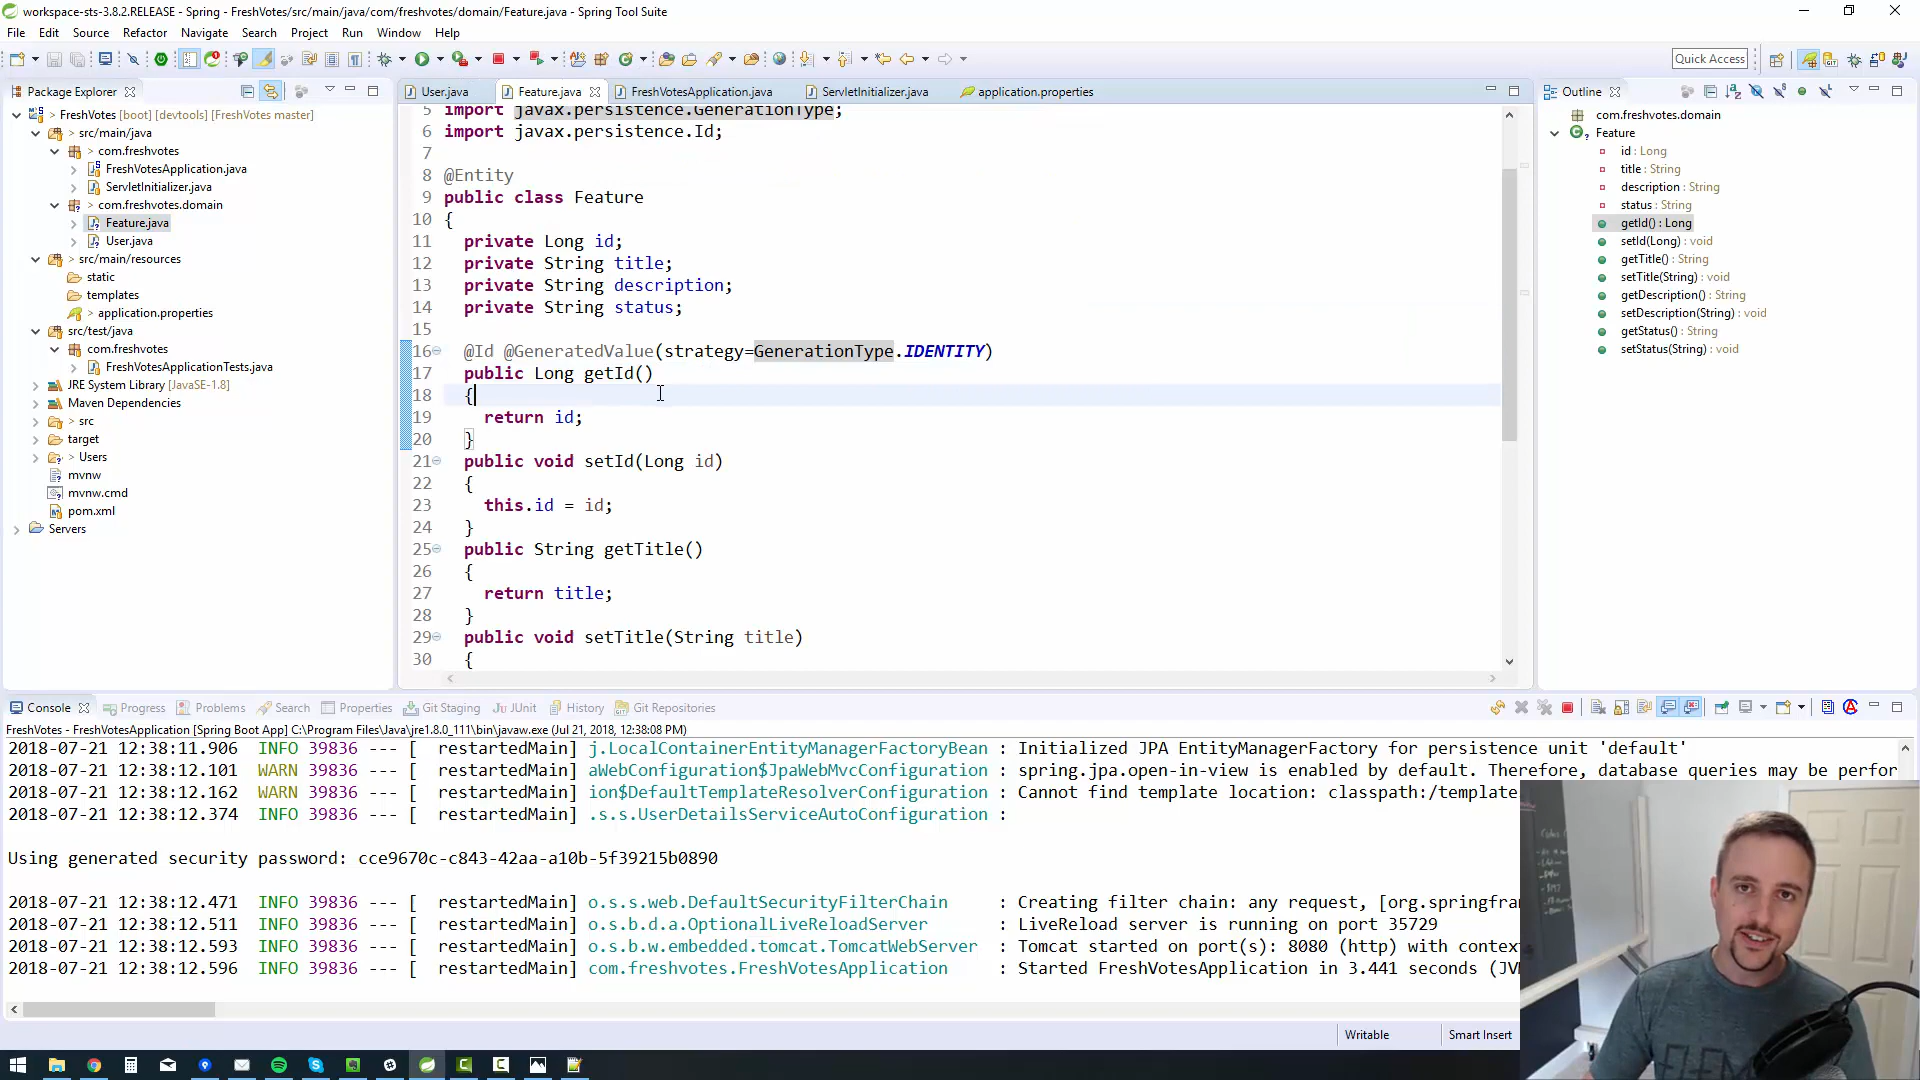 workspace-sts-3.8.2.RELEASE - Spring - FreshVotes/src/main/java/com/freshvotes/domain/Feature.java - Spring Tool Suite
File Edit Source Refactor Navigate Search Project Run Window Help
Quick Access
Package Explorer
FreshVotes [boot] [devtools] [FreshVotes master]
src/main/java
com.freshvotes
FreshVotesApplication.java
ServletInitializer.java
com.freshvotes.domain
Feature.java
User.java
src/main/resources
static
templates
application.properties
src/test/java
com.freshvotes
FreshVotesApplicationTests.java
JRE System Library [JavaSE-1.8]
Maven Dependencies
src
target
Users
mvnw
mvnw.cmd
pom.xml
Servers
User.java Feature.java FreshVotesApplication.java ServletInitializer.java application.properties
5 import javax.persistence.GenerationType;
6 import javax.persistence.Id;
7
8 @Entity
9 public class Feature
10 {
11 private Long id;
12 private String title;
13 private String description;
14 private String status;
15
16 @Id @GeneratedValue(strategy=GenerationType.IDENTITY)
17 public Long getId()
18 {
19 return id;
20 }
21 public void setId(Long id)
22 {
23 this.id = id;
24 }
25 public String getTitle()
26 {
27 return title;
28 }
29 public void setTitle(String title)
30 {
Outline
com.freshvotes.domain
Feature
id : Long
title : String
description : String
status : String
getId() : Long
setId(Long) : void
getTitle() : String
setTitle(String) : void
getDescription() : String
setDescription(String) : void
getStatus() : String
setStatus(String) : void
Console Progress Problems Search Properties Git Staging JUnit History Git Repositories
FreshVotes - FreshVotesApplication [Spring Boot App] C:\Program Files\Java\jre1.8.0_111\bin\javaw.exe (Jul 21, 2018, 12:38:08 PM)
2018-07-21 12:38:11.906 INFO 39836 --- [ restartedMain] j.LocalContainerEntityManagerFactoryBean : Initialized JPA EntityManagerFactory for persistence unit 'default'
2018-07-21 12:38:12.101 WARN 39836 --- [ restartedMain] aWebConfiguration$JpaWebMvcConfiguration : spring.jpa.open-in-view is enabled by default. Therefore, database queries may be perfor
2018-07-21 12:38:12.162 WARN 39836 --- [ restartedMain] ion$DefaultTemplateResolverConfiguration : Cannot find template location: classpath:/template
2018-07-21 12:38:12.374 INFO 39836 --- [ restartedMain] .s.s.UserDetailsServiceAutoConfiguration :
Using generated security password: cce9670c-c843-42aa-a10b-5f39215b0890
2018-07-21 12:38:12.471 INFO 39836 --- [ restartedMain] o.s.s.web.DefaultSecurityFilterChain : Creating filter chain: any request, [org.springfram
2018-07-21 12:38:12.511 INFO 39836 --- [ restartedMain] o.s.b.d.a.OptionalLiveReloadServer : LiveReload server is running on port 35729
2018-07-21 12:38:12.593 INFO 39836 --- [ restartedMain] o.s.b.w.embedded.tomcat.TomcatWebServer : Tomcat started on port(s): 8080 (http) with context
2018-07-21 12:38:12.596 INFO 39836 --- [ restartedMain] com.freshvotes.FreshVotesApplication : Started FreshVotesApplication in 3.441 seconds (JV
Writable Smart Insert